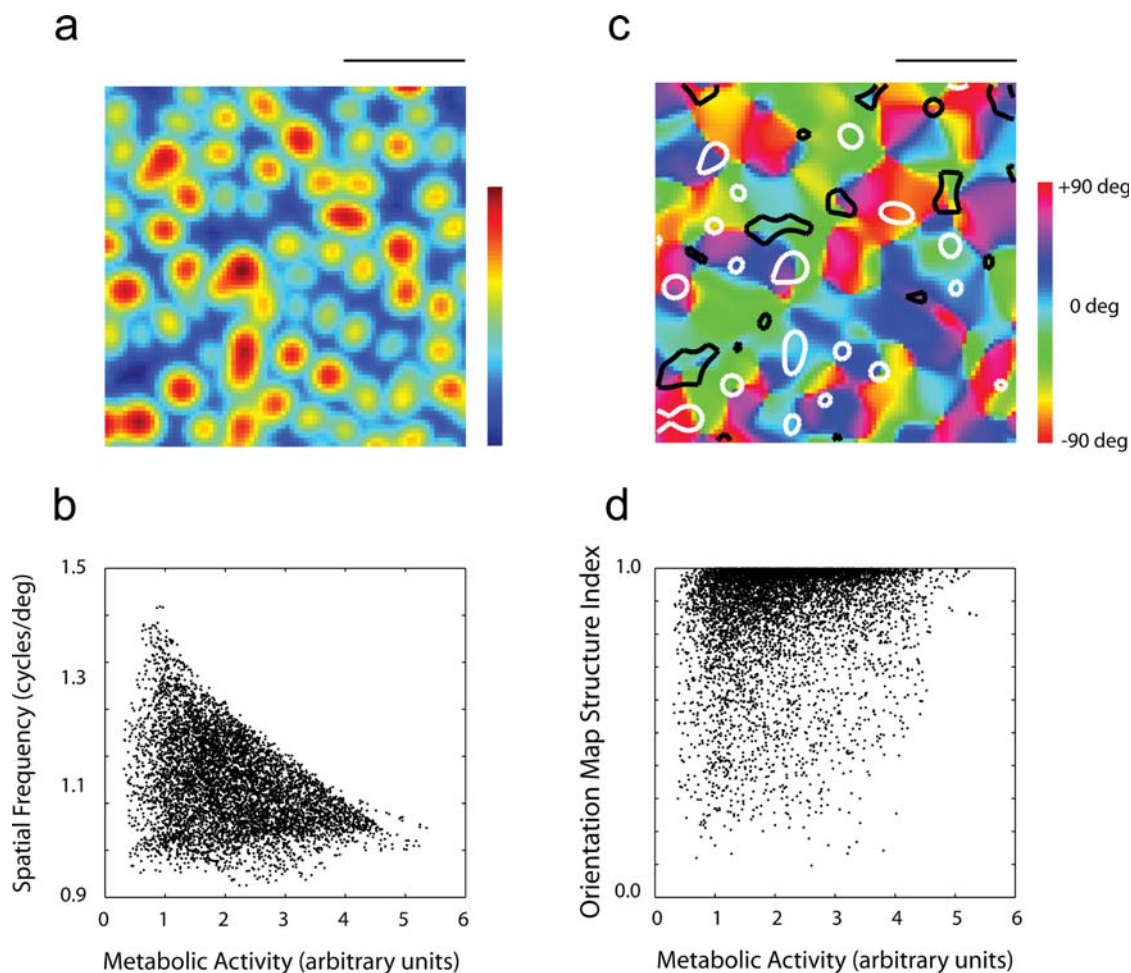 a
c
+90 deg
0 deg
-90 deg
b
d
Spatial Frequency (cycles/deg)
1.5
1.3
1.1
0.9
0 1 2 3 4 5 6
Metabolic Activity (arbitrary units)
Orientation Map Structure Index
1.0
0.0
0 1 2 3 4 5 6
Metabolic Activity (arbitrary units)